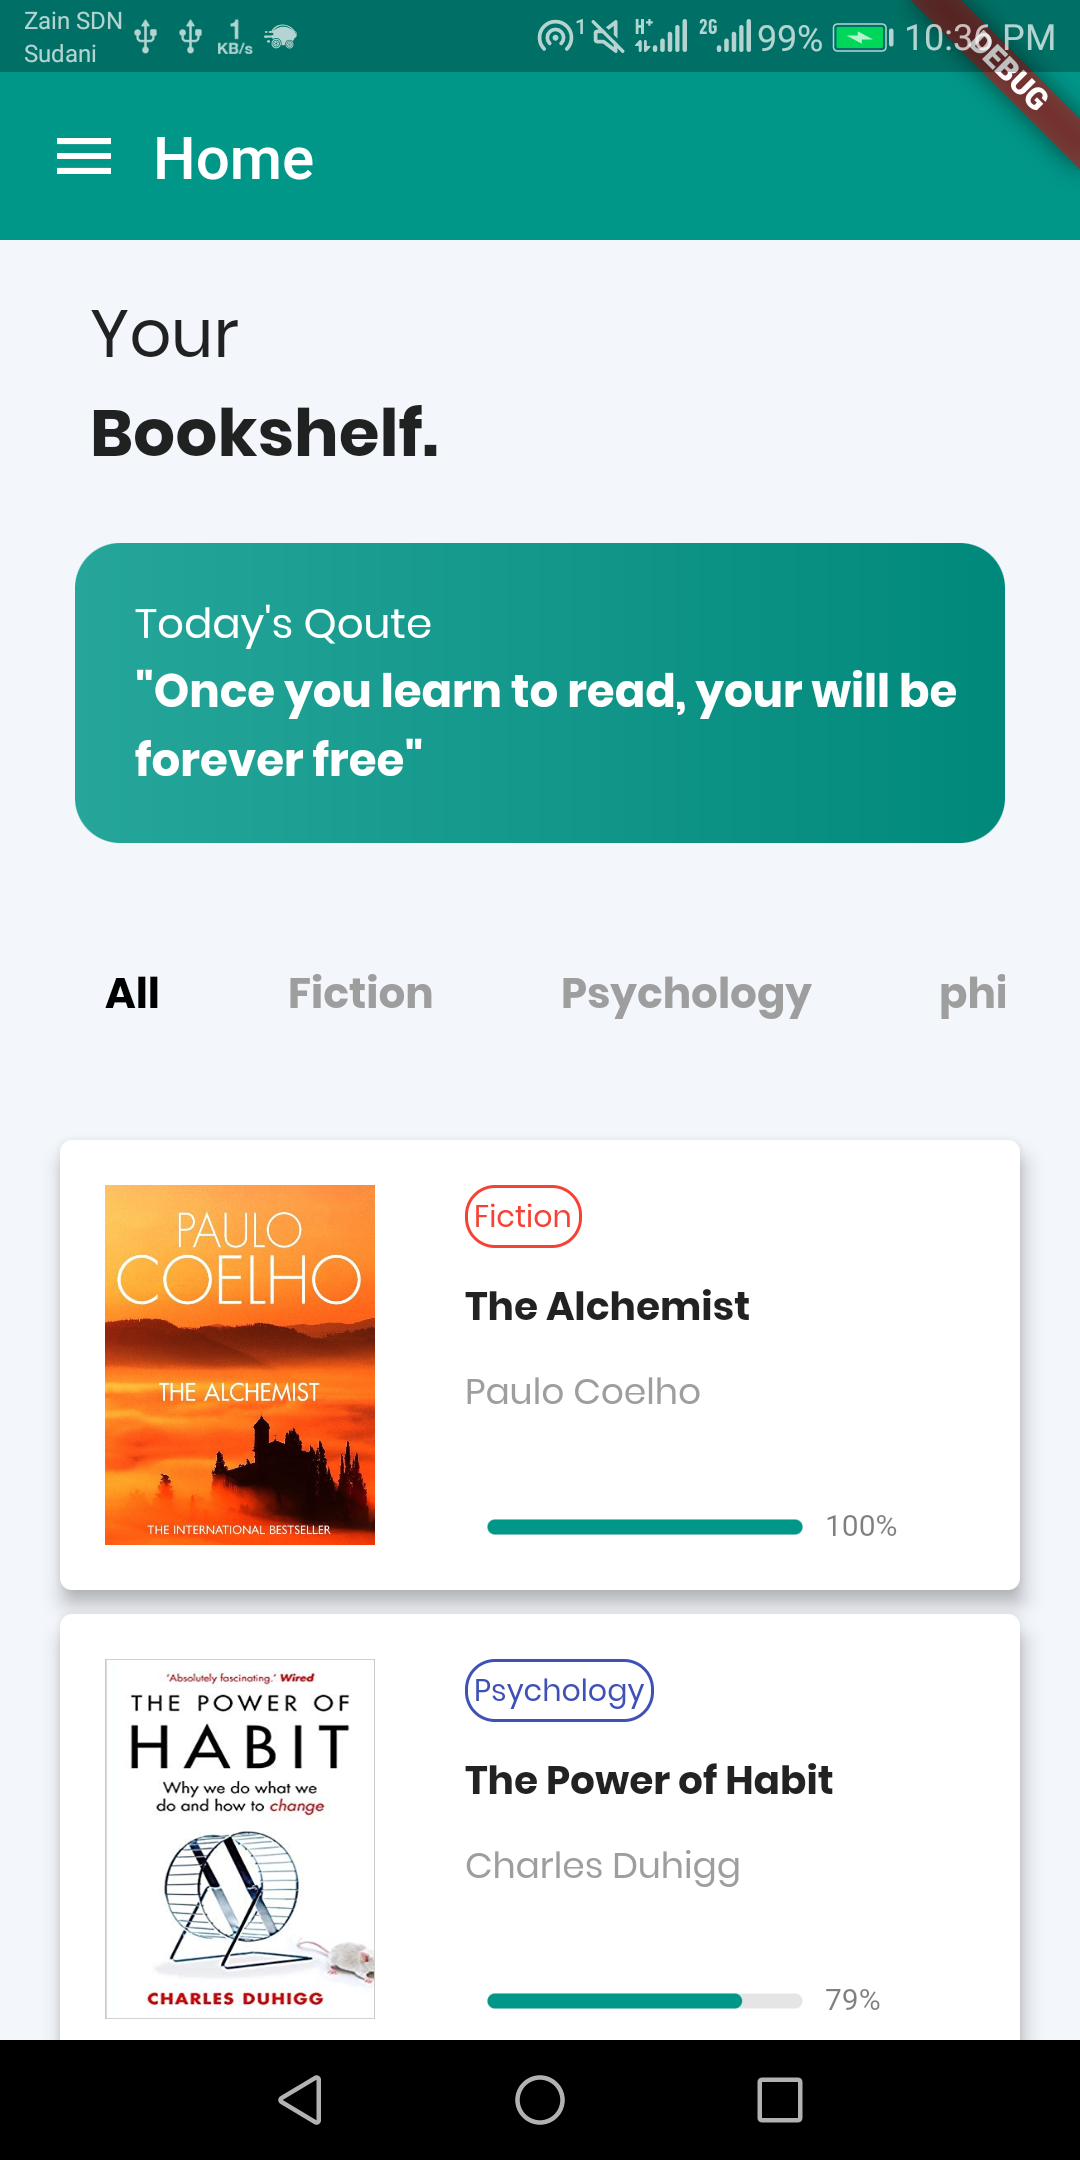 Zain SDN
Sudani
1
KB/s
1
H+
2G
99%
10:36 PM
DEBUG
Home
Your
Bookshelf.
Today's Qoute
"Once you learn to read, your will be
forever free"
All Fiction Psychology phi
PAULO
COELHO
THE ALCHEMIST
THE INTERNATIONAL BESTSELLER
Fiction
The Alchemist
Paulo Coelho
100%
'Absolutely fascinating.' Wired
THE POWER OF
HABIT
Why we do what we
do and how to change
CHARLES DUHIGG
Psychology
The Power of Habit
Charles Duhigg
79%